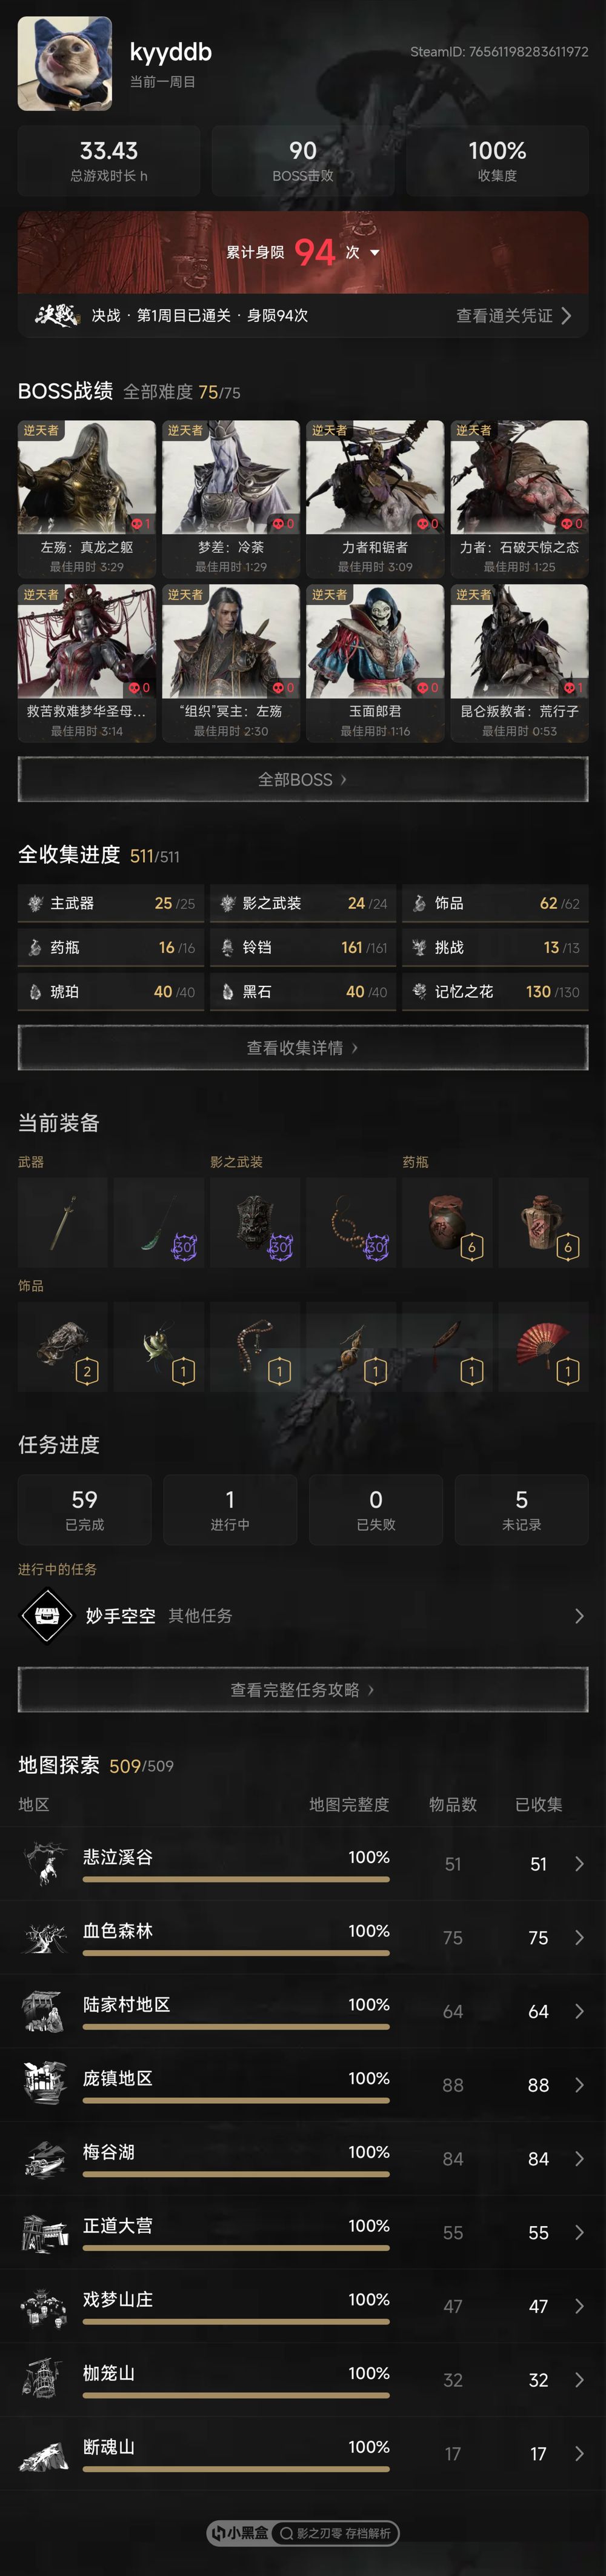 kyyddb
SteamID: 76561198283611972
当前一周目
33.43
总游戏时长 h
90
BOSS击败
100%
收集度
累计身陨 94 次
决战
决战 · 第1周目已通关 · 身陨94次
查看通关凭证
BOSS战绩 全部难度 75/75
逆天者 逆天者 逆天者 逆天者
1 0 0 0
左殇：真龙之躯 梦差：冷荼 力者和锯者 力者：石破天惊之态
最佳用时 3:29 最佳用时 1:29 最佳用时 3:09 最佳用时 1:25
逆天者 逆天者 逆天者 逆天者
0 0 0 1
救苦救难梦华圣母... “组织”冥主：左殇 玉面郎君 昆仑叛教者：荒行子
最佳用时 3:14 最佳用时 2:30 最佳用时 1:16 最佳用时 0:53
全部BOSS
全收集进度 511/511
主武器 25/25 影之武装 24/24 饰品 62/62
药瓶 16/16 铃铛 161/161 挑战 13/13
琥珀 40/40 黑石 40/40 记忆之花 130/130
查看收集详情
当前装备
武器 影之武装 药瓶
30 30 30 6 6
饰品
2 1 1 1 1 1
任务进度
59 1 0 5
已完成 进行中 已失败 未记录
进行中的任务
妙手空空 其他任务
查看完整任务攻略
地图探索 509/509
地区 地图完整度 物品数 已收集
悲泣溪谷 100% 51 51
血色森林 100% 75 75
陆家村地区 100% 64 64
庞镇地区 100% 88 88
梅谷湖 100% 84 84
正道大营 100% 55 55
戏梦山庄 100% 47 47
枷笼山 100% 32 32
断魂山 100% 17 17
小黑盒 影之刃零 存档解析